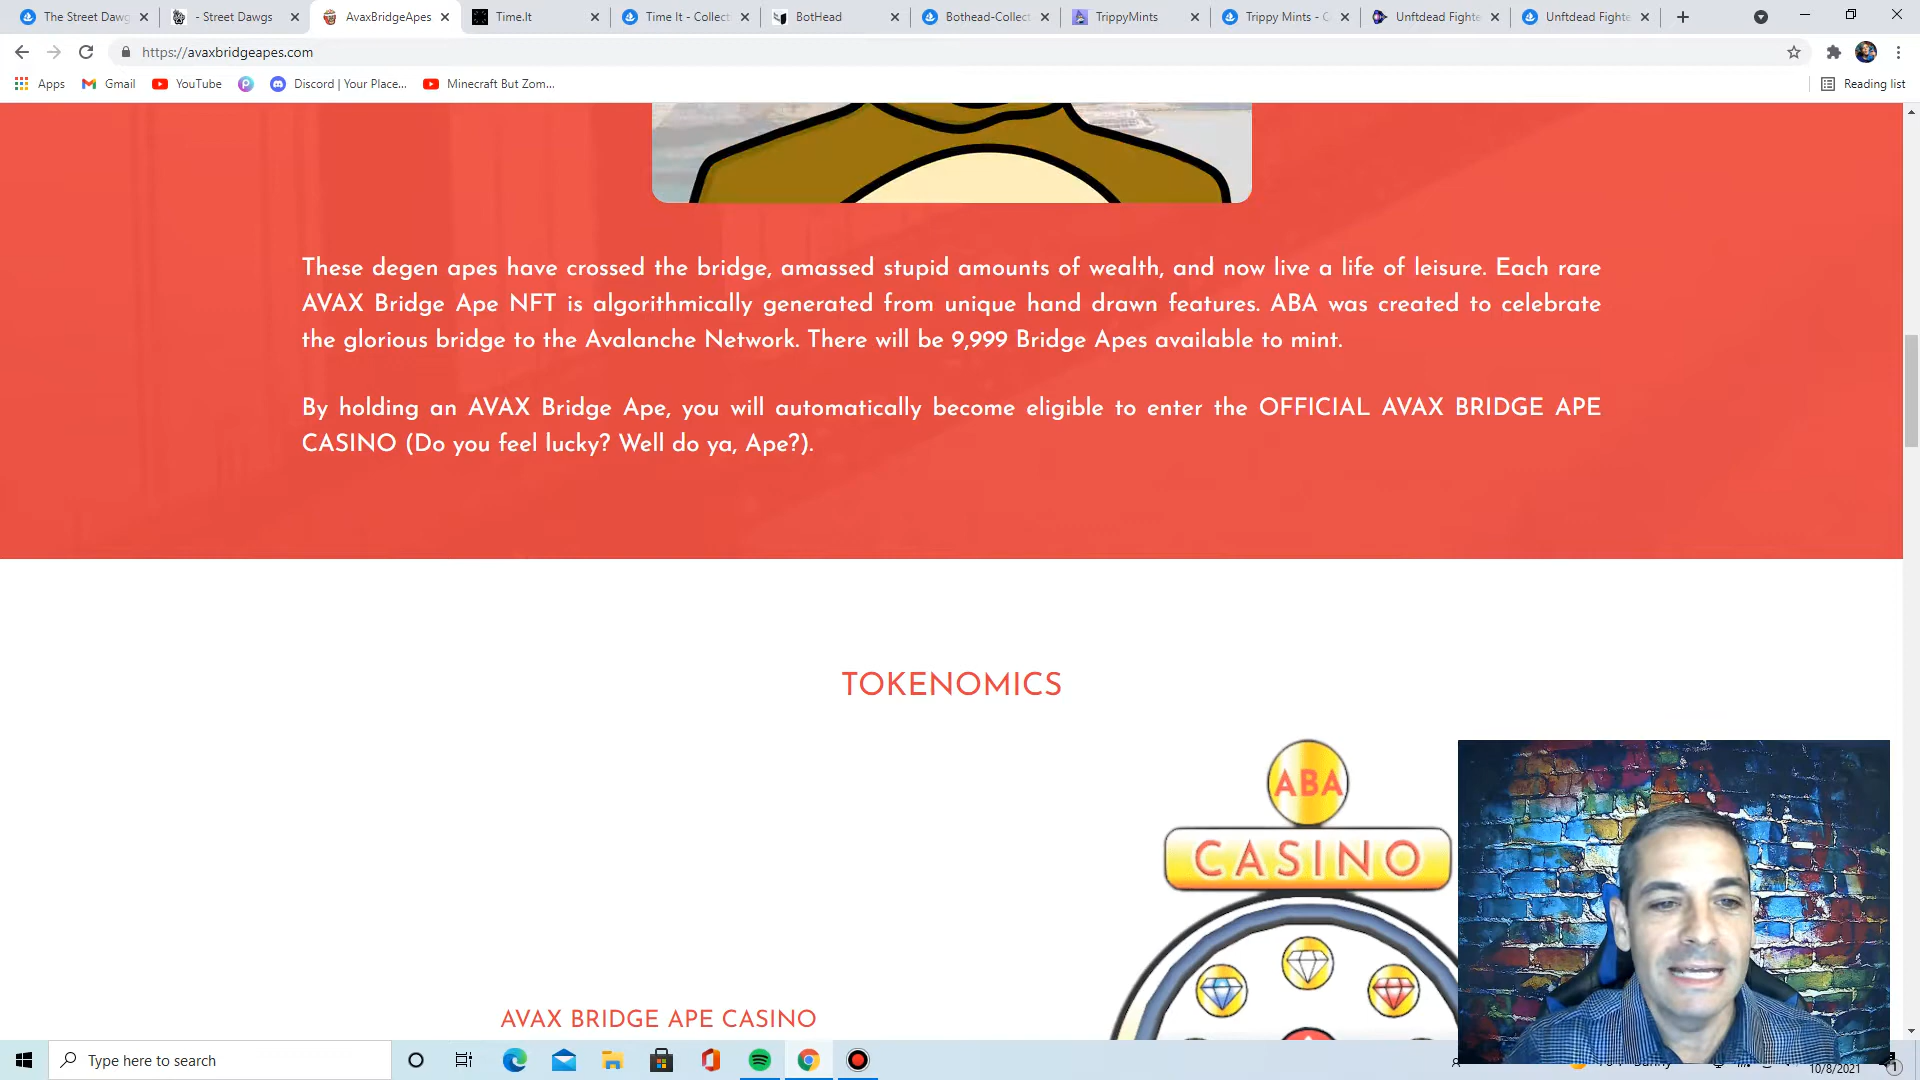 The Street Dawg
- Street Dawgs
AvaxBridgeApes
Time.It
Time It - Collect
BotHead
Bothead-Collect
TrippyMints
Trippy Mints - C
Unftdead Fighte
Unftdead Fighte
https://avaxbridgeapes.com
Apps
Gmail
YouTube
Discord | Your Place...
Minecraft But Zom...
Reading list
These degen apes have crossed the bridge, amassed stupid amounts of wealth, and now live a life of leisure. Each rare
AVAX Bridge Ape NFT is algorithmically generated from unique hand drawn features. ABA was created to celebrate
the glorious bridge to the Avalanche Network. There will be 9,999 Bridge Apes available to mint.
By holding an AVAX Bridge Ape, you will automatically become eligible to enter the OFFICIAL AVAX BRIDGE APE
CASINO (Do you feel lucky? Well do ya, Ape?).
TOKENOMICS
ABA
CASINO
AVAX BRIDGE APE CASINO
Type here to search
10/8/2021
1